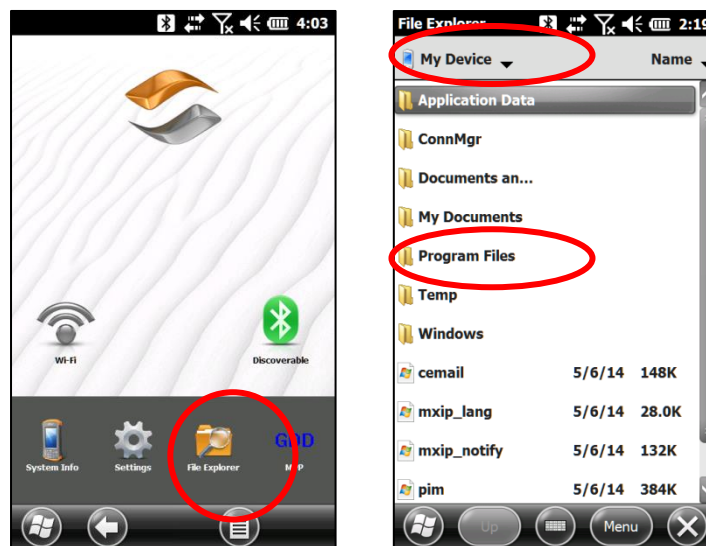 4:03
Wi-Fi
Discoverable
System Info
Settings
File Explorer
File Explorer
2:19
My Device
Name
Application Data
ConnMgr
Documents an...
My Documents
Program Files
Temp
Windows
cemail 5/6/14 148K
mxip_lang 5/6/14 28.0K
mxip_notify 5/6/14 132K
pim 5/6/14 384K
Up
Menu